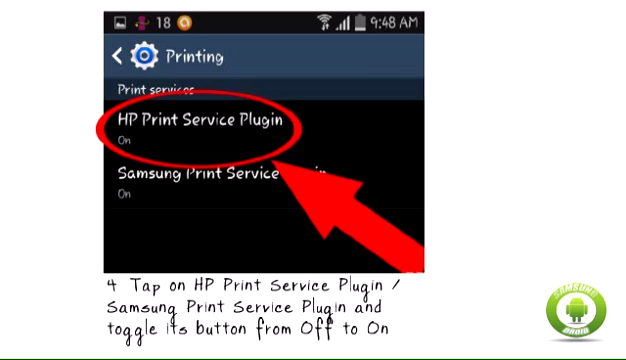 18 9:48 AM
Printing
Print services
HP Print Service Plugin
On
Samsung Print Service
On
4 Tap on HP Print Service Plugin /
Samsung Print Service Plugin and
toggle its button from Off to On
SAMSUNG
DROID